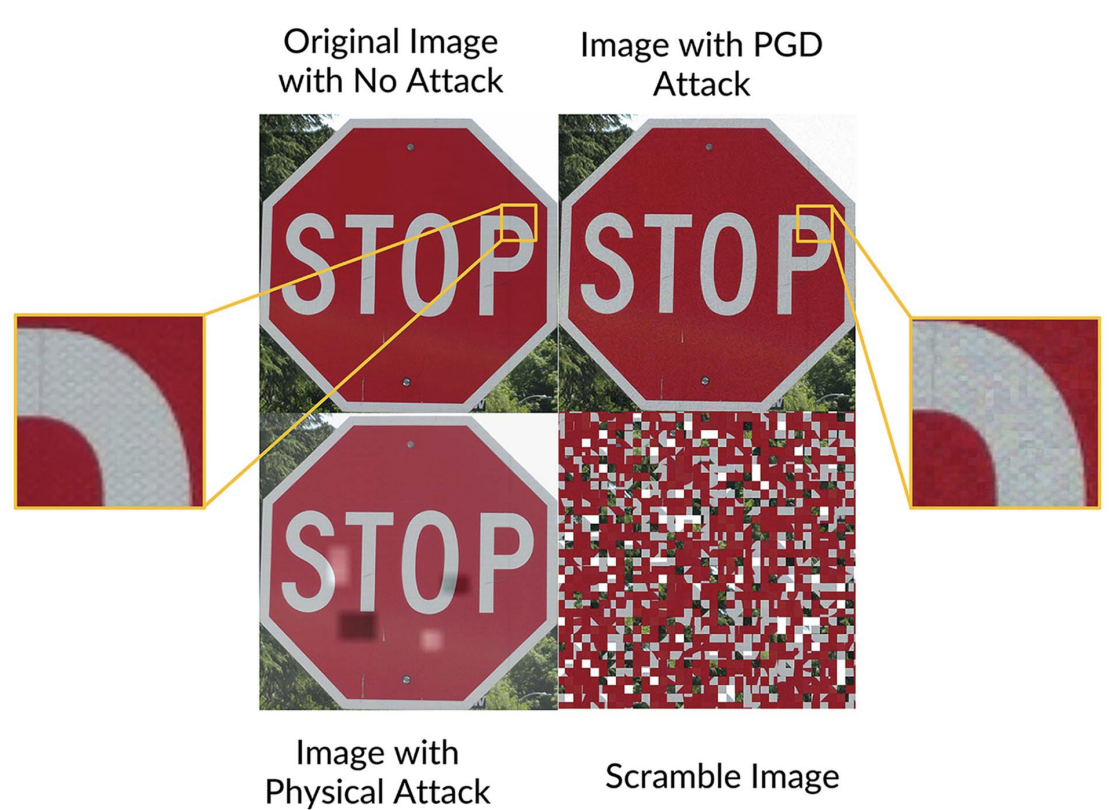 Original Image
with No Attack
Image with PGD
Attack
STOP
STOP
STOP
Image with
Physical Attack
Scramble Image